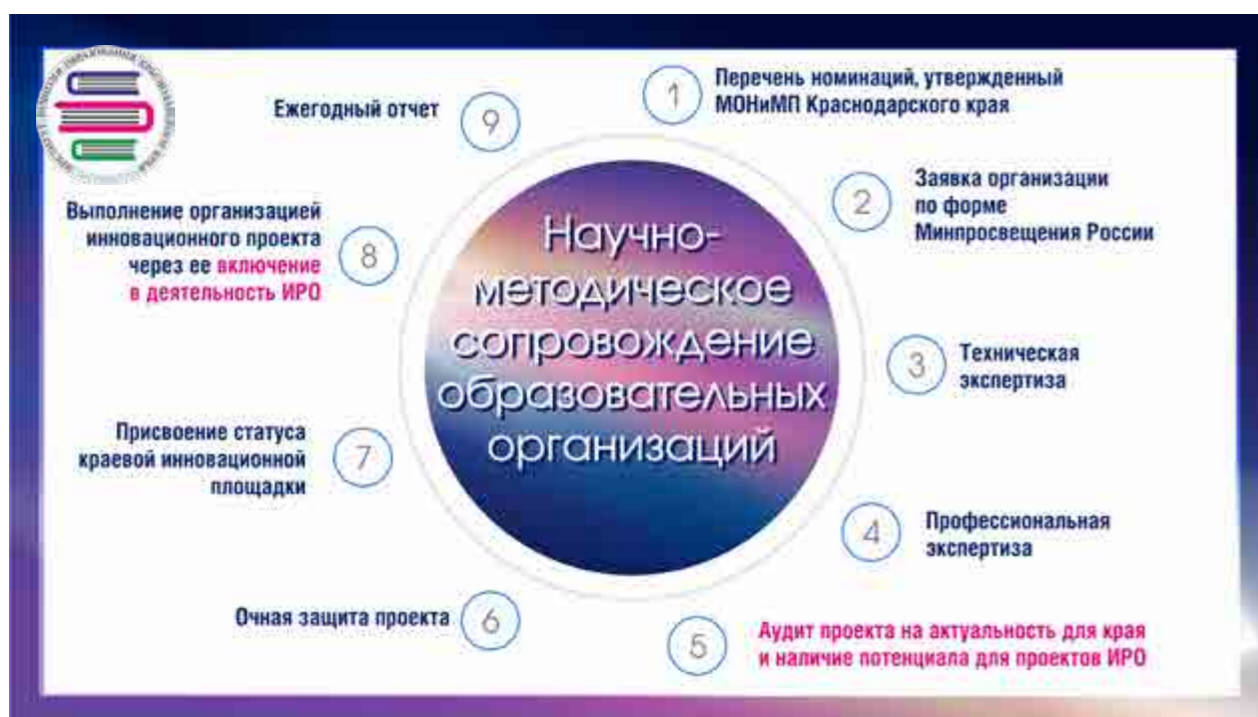 Научно-
методическое
сопровождение
образовательных
организаций
1
Перечень номинаций, утвержденный
МОНиМП Краснодарского края
2
Заявка организации
по форме
Минпросвещения России
3
Техническая
экспертиза
4
Профессиональная
экспертиза
5
Аудит проекта на актуальность для края
и наличие потенциала для проектов ИРО
6
Очная защита проекта
7
Присвоение статуса
краевой инновационной
площадки
8
Выполнение организацией
инновационного проекта
через ее включение
в деятельность ИРО
9
Ежегодный отчет